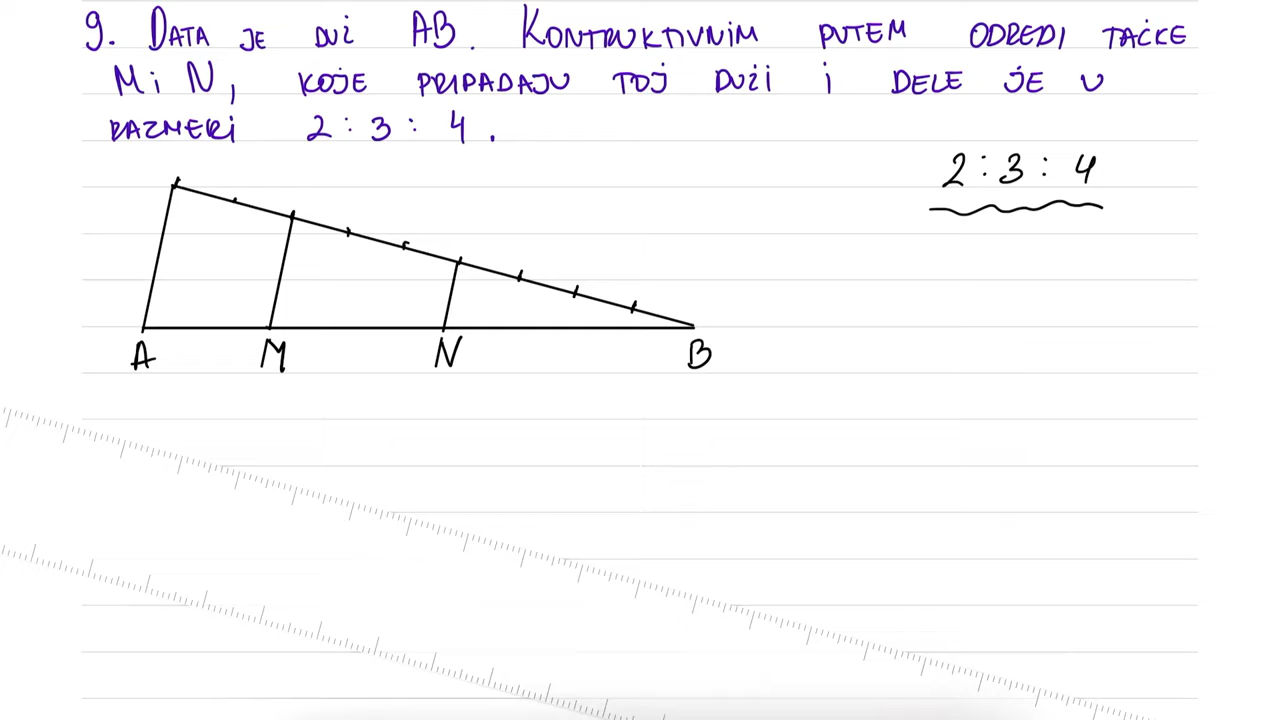 9. DATA JE DUŽ AB. KONTRUKTIVNIM PUTEM ODREDI TAČKE
M i N, KOJE PRIPADAJU TOJ DUŽI I DELE JE U
RAZMERI 2 : 3 : 4 .
2 : 3 : 4
A M N B